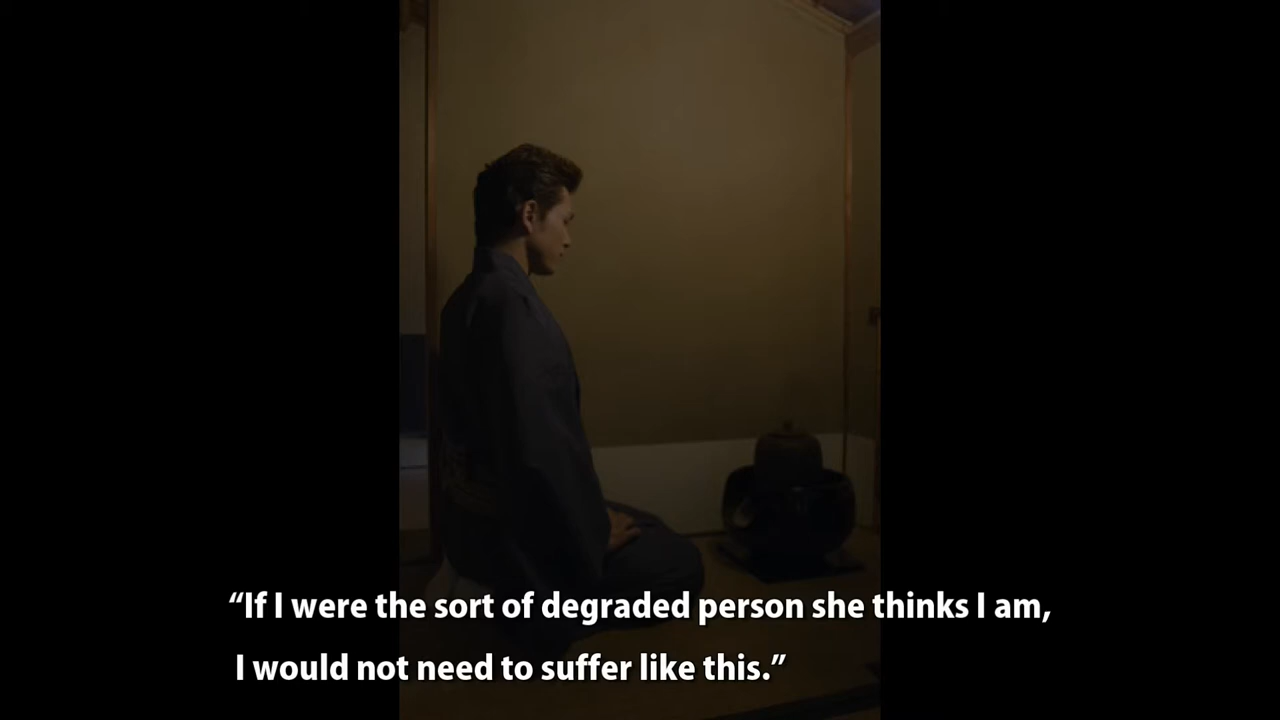 “If I were the sort of degraded person she thinks I am,
I would not need to suffer like this.”